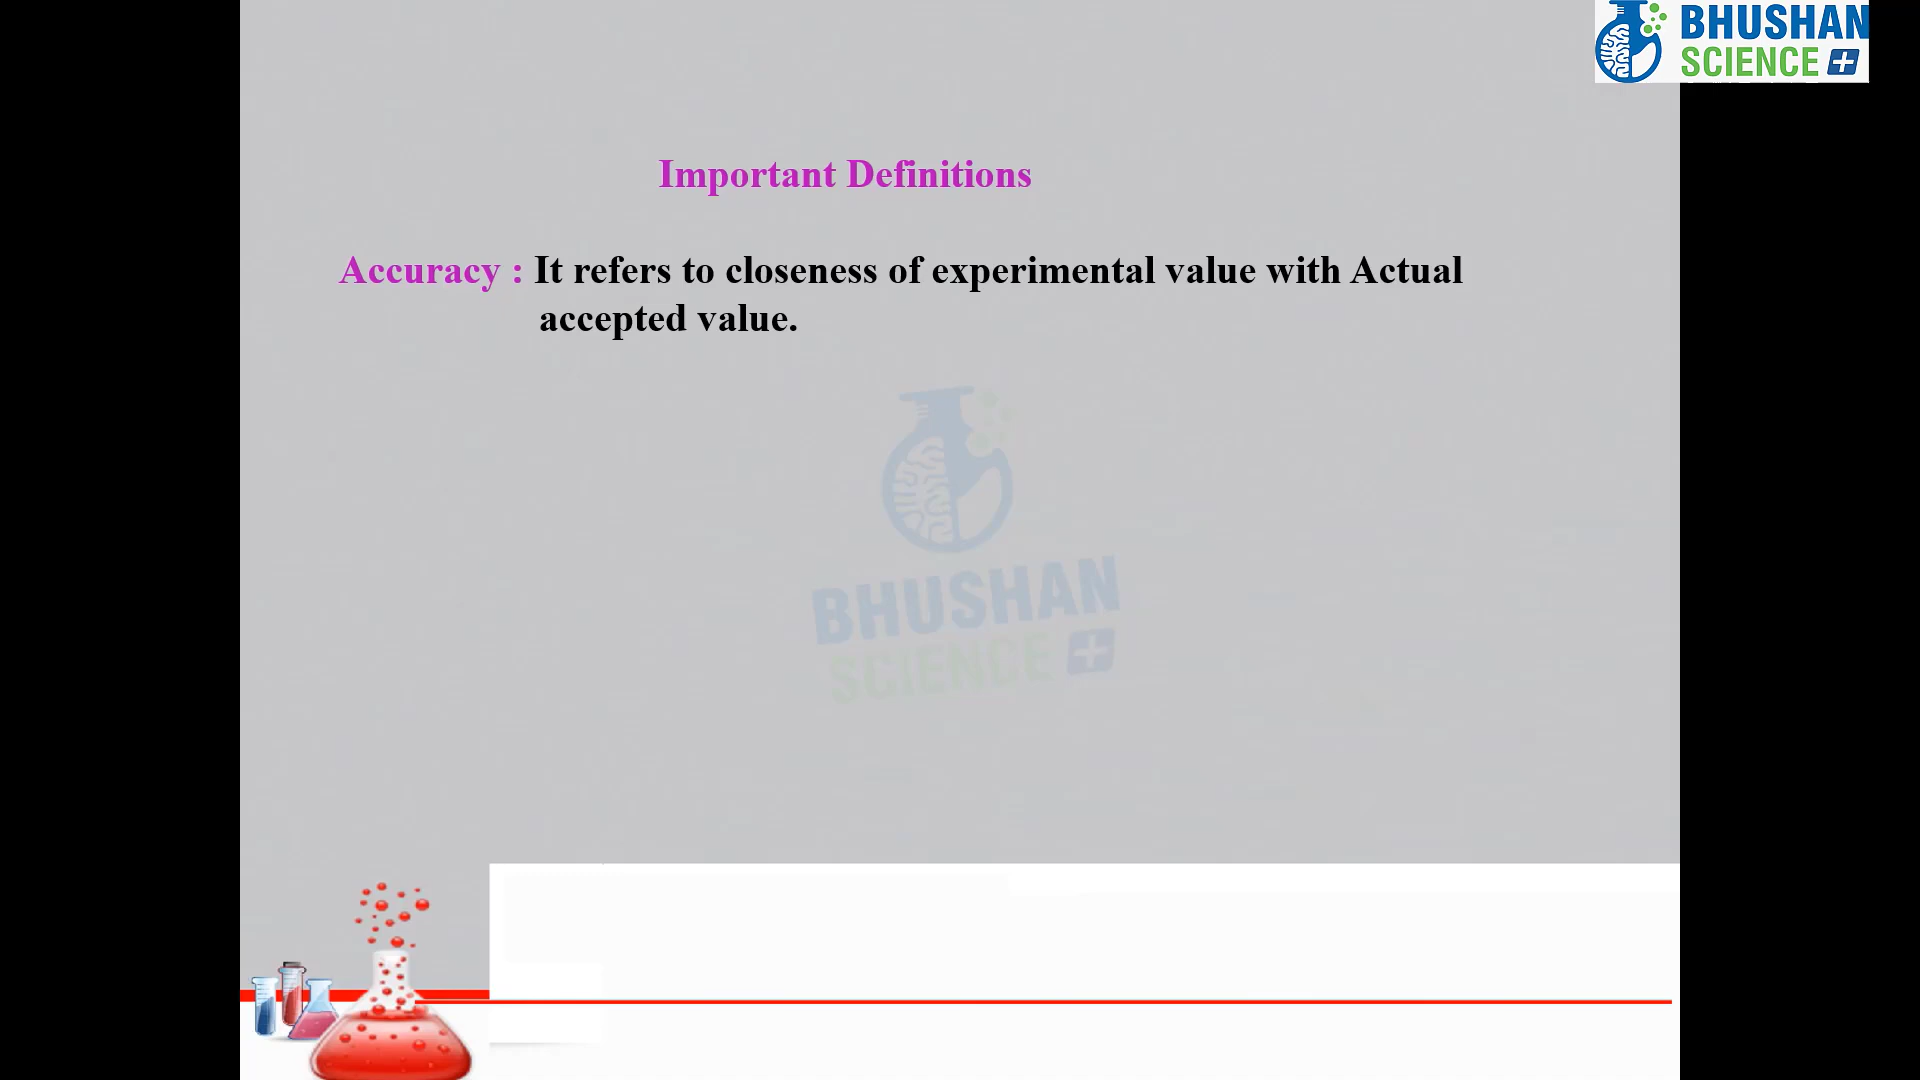 BHUSHAN
SCIENCE +
Important Definitions
Accuracy : It refers to closeness of experimental value with Actual
accepted value.
BHUSHAN
SCIENCE +